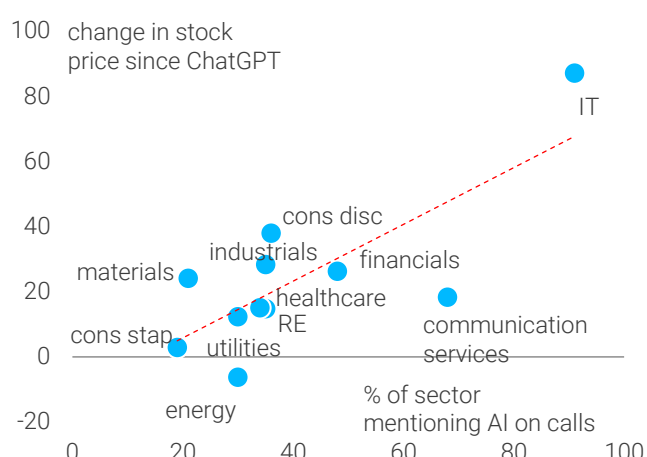 100
change in stock
price since ChatGPT
80
IT
60
40
cons disc
industrials
financials
materials
20
healthcare
RE
communication
services
cons stap
utilities
0
% of sector
mentioning AI on calls
energy
-20
0 20 40 60 80 100